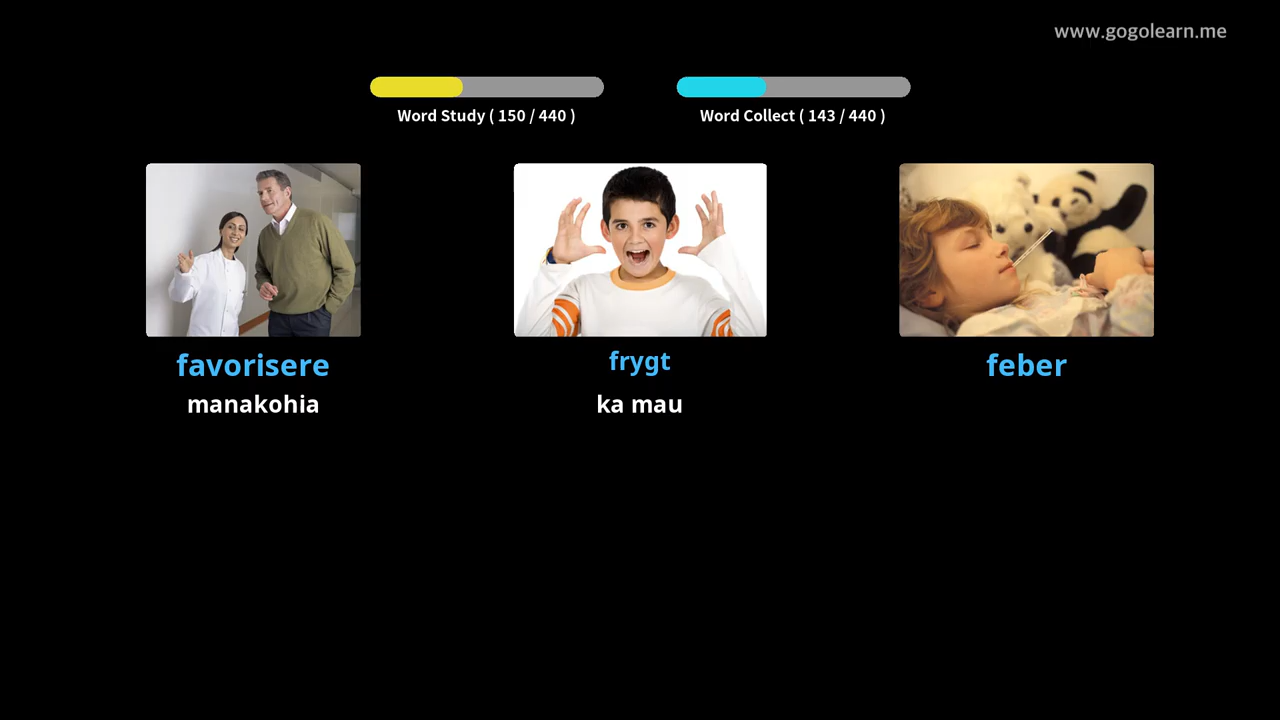 www.gogolearn.me
Word Study ( 150 / 440 )
Word Collect ( 143 / 440 )
favorisere
frygt
feber
manakohia
ka mau